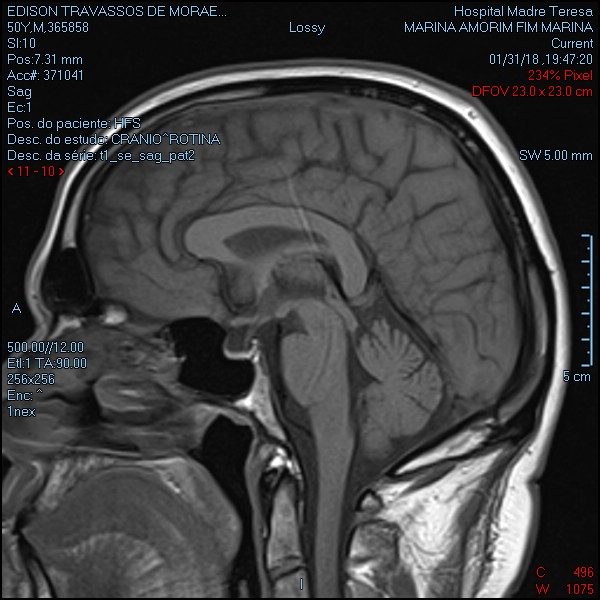 EDISON TRAVASSOS DE MORAE...
50Y,M,365858
Sl:10
Pos:7.31 mm
Acc#: 371041
Sag
Ec:1
Pos. do paciente: HFS
Desc. do estudo: CRANIO^ROTINA
Desc. da série: t1_se_sag_pat2
< 11 - 10 >
Lossy
Hospital Madre Teresa
MARINA AMORIM FIM MARINA
Current
01/31/18 ,19:47:20
234% Pixel
DFOV 23.0 x 23.0 cm
SW 5.00 mm
A
500.00//12.00
Etl:1 TA:90.00
256x256
Enc: ^
1nex
5 cm
I
C 496
W 1075